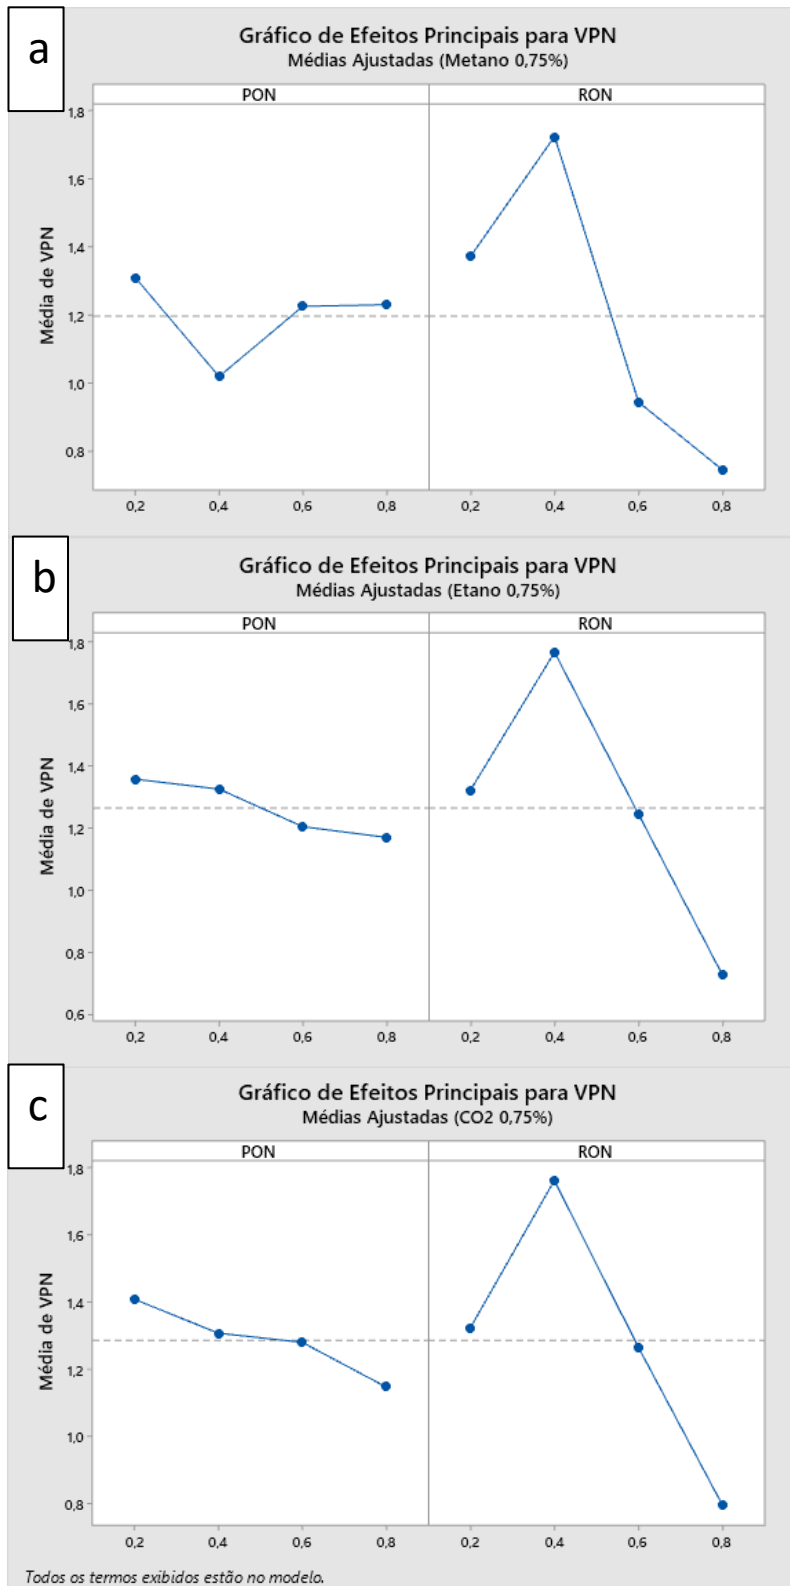 a
Gráfico de Efeitos Principais para VPN
Médias Ajustadas (Metano 0,75%)
PON RON
1,8
1,6
1,4
1,2
1,0
0,8
Média de VPN
0,2 0,4 0,6 0,8 0,2 0,4 0,6 0,8
b
Gráfico de Efeitos Principais para VPN
Médias Ajustadas (Etano 0,75%)
PON RON
1,8
1,6
1,4
1,2
1,0
0,8
0,6
Média de VPN
0,2 0,4 0,6 0,8 0,2 0,4 0,6 0,8
c
Gráfico de Efeitos Principais para VPN
Médias Ajustadas (CO2 0,75%)
PON RON
1,8
1,6
1,4
1,2
1,0
0,8
Média de VPN
0,2 0,4 0,6 0,8 0,2 0,4 0,6 0,8
Todos os termos exibidos estão no modelo.